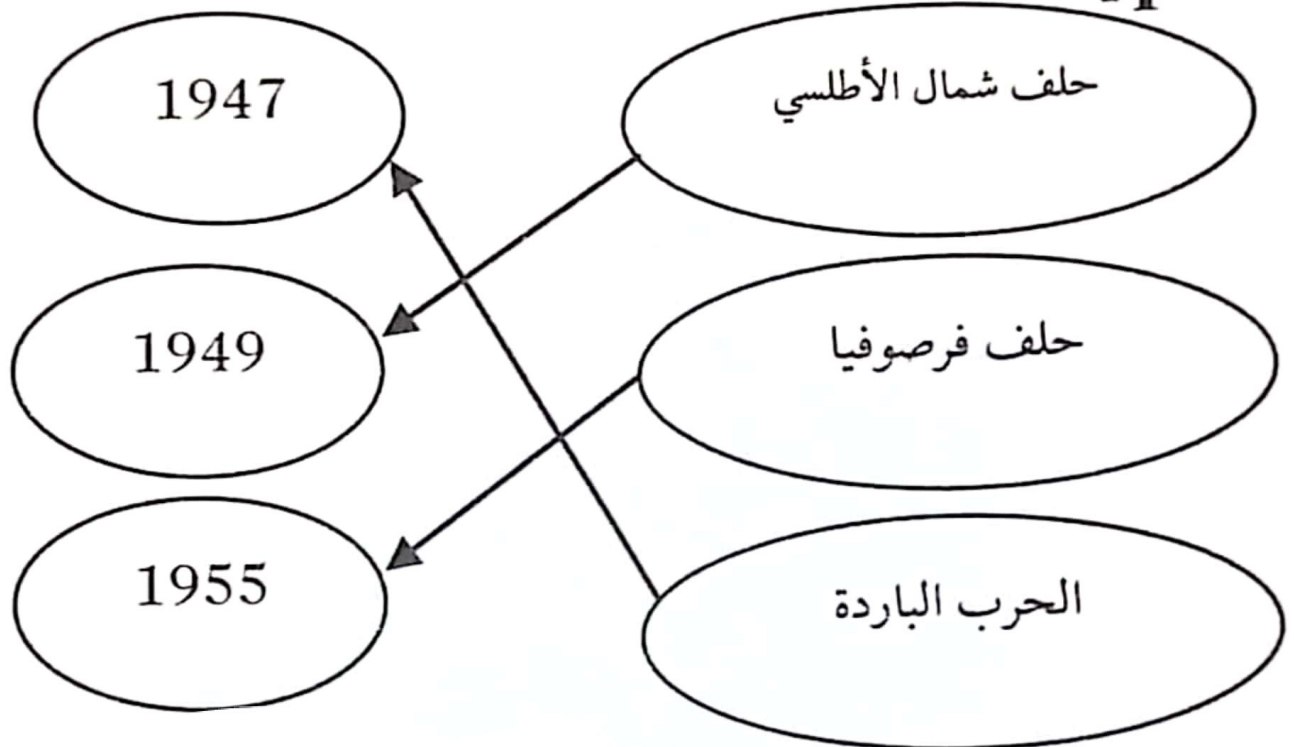 حلف شمال الأطلسي
1947
حلف فرصوفيا
1949
الحرب الباردة
1955